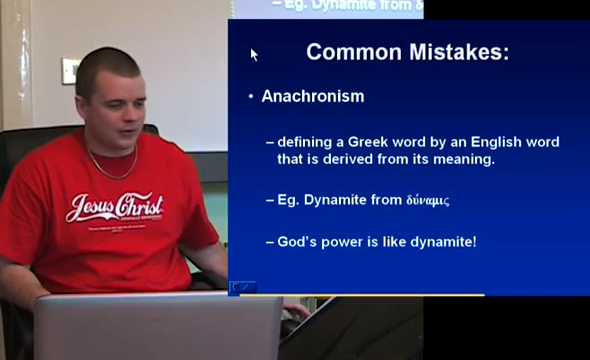 – Eg. Dynamite from
Common Mistakes:
• Anachronism
– defining a Greek word by an English word
that is derived from its meaning.
– Eg. Dynamite from δύναμις
– God's power is like dynamite!
Jesus Christ